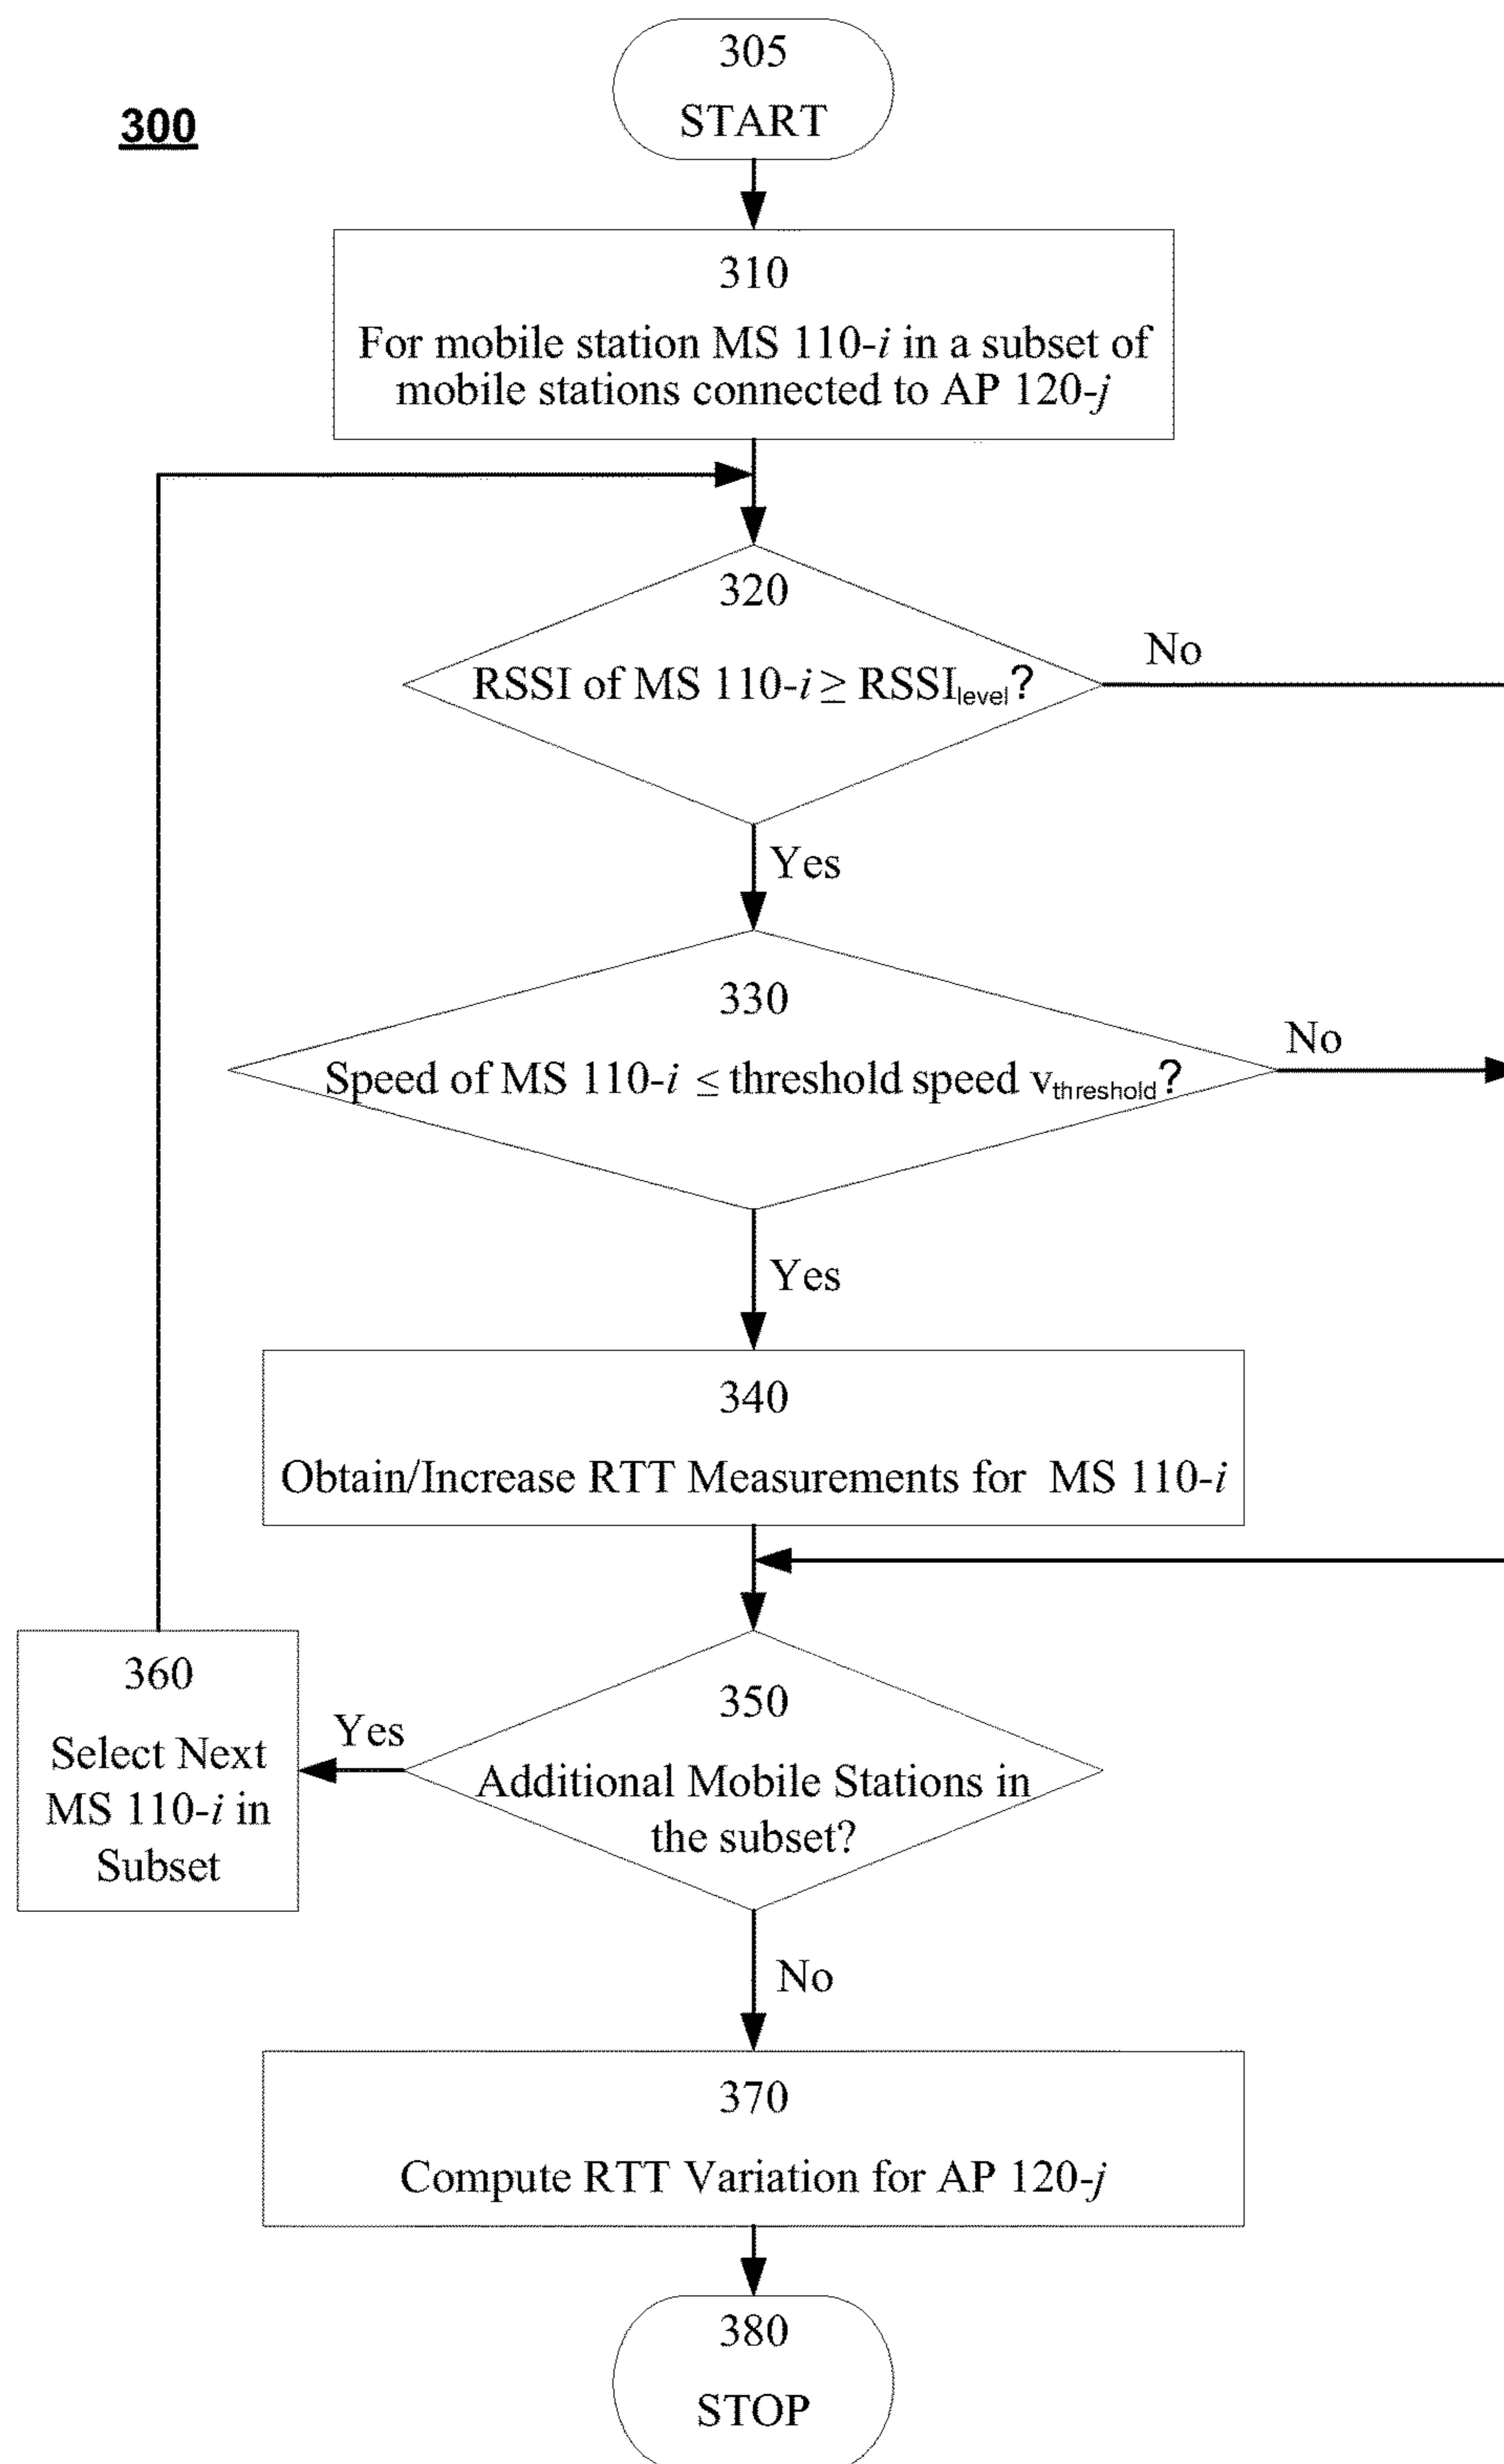 300
305
START
310
For mobile station MS 110-i in a subset of
mobile stations connected to AP 120-j
320
RSSI of MS 110-i ≥ RSSIlevel?
No
Yes
330
Speed of MS 110-i ≤ threshold speed vthreshold?
No
Yes
340
Obtain/Increase RTT Measurements for MS 110-i
350
Additional Mobile Stations in
the subset?
Yes
360
Select Next
MS 110-i in
Subset
No
370
Compute RTT Variation for AP 120-j
380
STOP